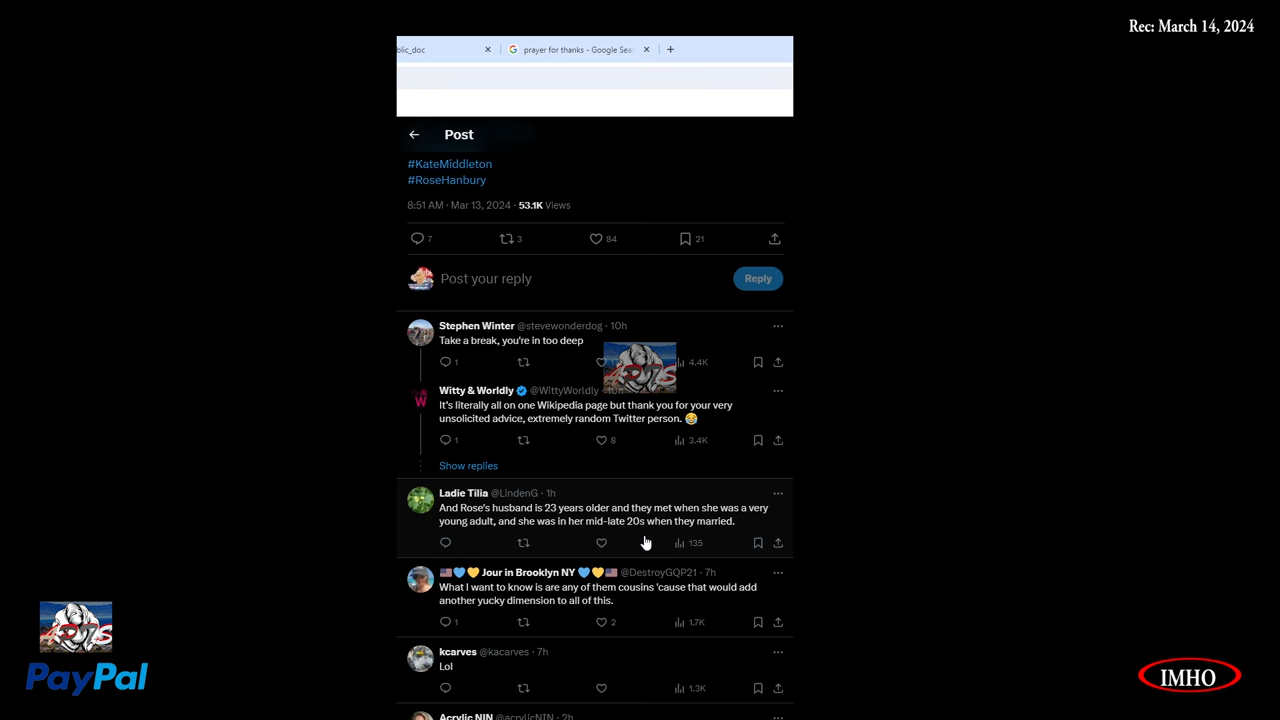 Rec: March 14, 2024
blic_doc
prayer for thanks - Google Sea
Post
#KateMiddleton
#RoseHanbury
8:51 AM · Mar 13, 2024 · 53.1K Views
7 3 84 21
Post your reply
Reply
Stephen Winter @stevewonderdog · 10h
Take a break, you're in too deep
1 4.4K
Witty & Worldly @WittyWorldly
It's literally all on one Wikipedia page but thank you for your very
unsolicited advice, extremely random Twitter person. 😂
1 8 3.4K
Show replies
Ladie Tilia @LindenG · 1h
And Rose's husband is 23 years older and they met when she was a very
young adult, and she was in her mid-late 20s when they married.
135
🇺🇸💙💛 Jour in Brooklyn NY 💙💛🇺🇸 @DestroyGQP21 · 7h
What I want to know is are any of them cousins 'cause that would add
another yucky dimension to all of this.
1 2 1.7K
kcarves @kacarves · 7h
Lol
1.3K
Acrylic NIN @acrylicNIN · 2h
PayPal
IMHO